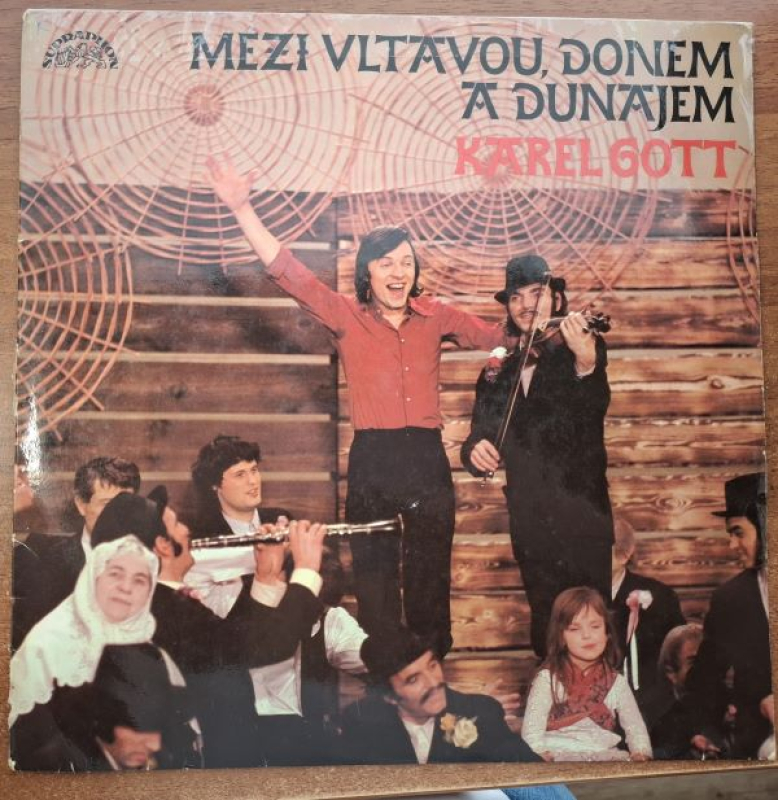 SUPRAPHON
MEZI VLTAVOU, DONEM
A DUNAJEM
KAREL GOTT